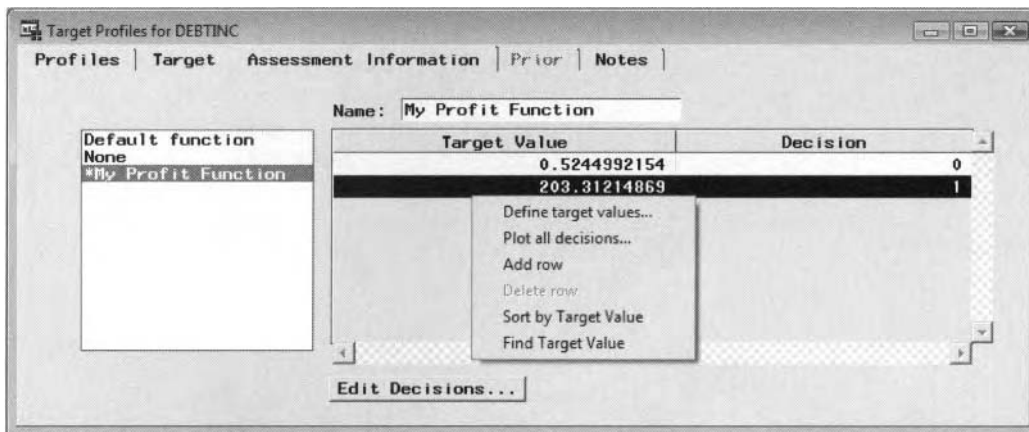 Target Profiles for DEBTINC
Profiles Target Assessment Information Prior Notes
Name: My Profit Function
Default function
None
*My Profit Function
Target Value Decision
0.5244992154 0
203.31214869 1
Define target values...
Plot all decisions...
Add row
Delete row
Sort by Target Value
Find Target Value
Edit Decisions...